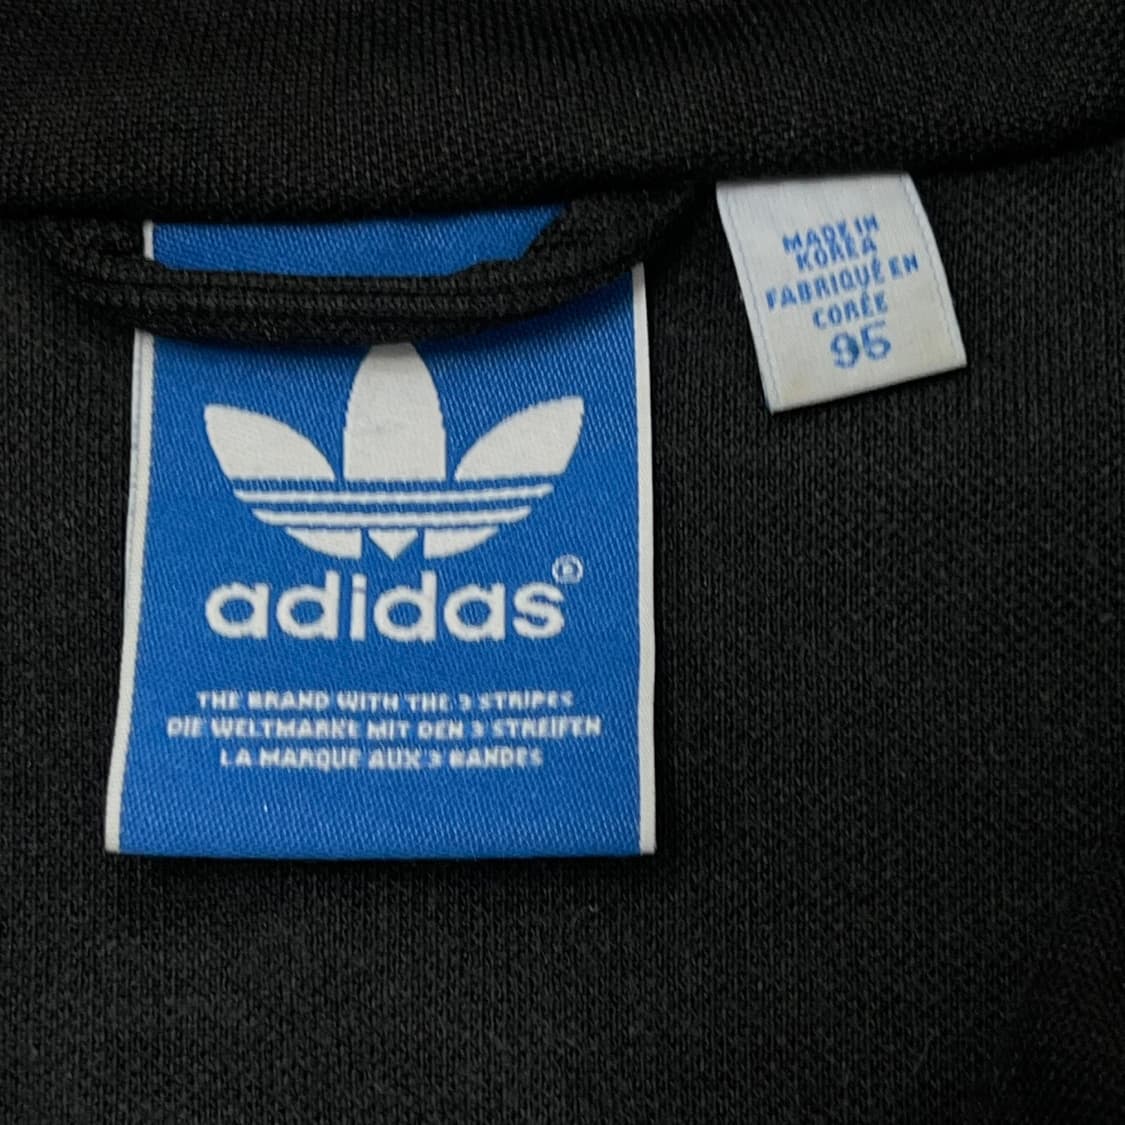 MADE IN
KOREA
FABRIQUÉ EN
CORÉE
95
adidas®
THE BRAND WITH THE 3 STRIPES
DIE WELTMARKE MIT DEN 3 STREIFEN
LA MARQUE AUX 3 BANDES